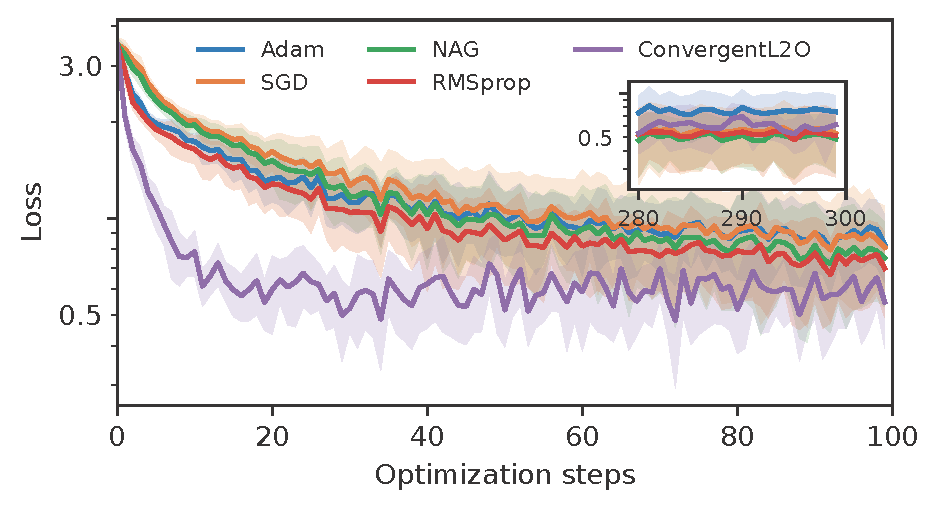 Adam NAG ConvergentL2O
SGD RMSprop
3.0
0.5
Loss
0.5
280 290 300
0 20 40 60 80 100
Optimization steps